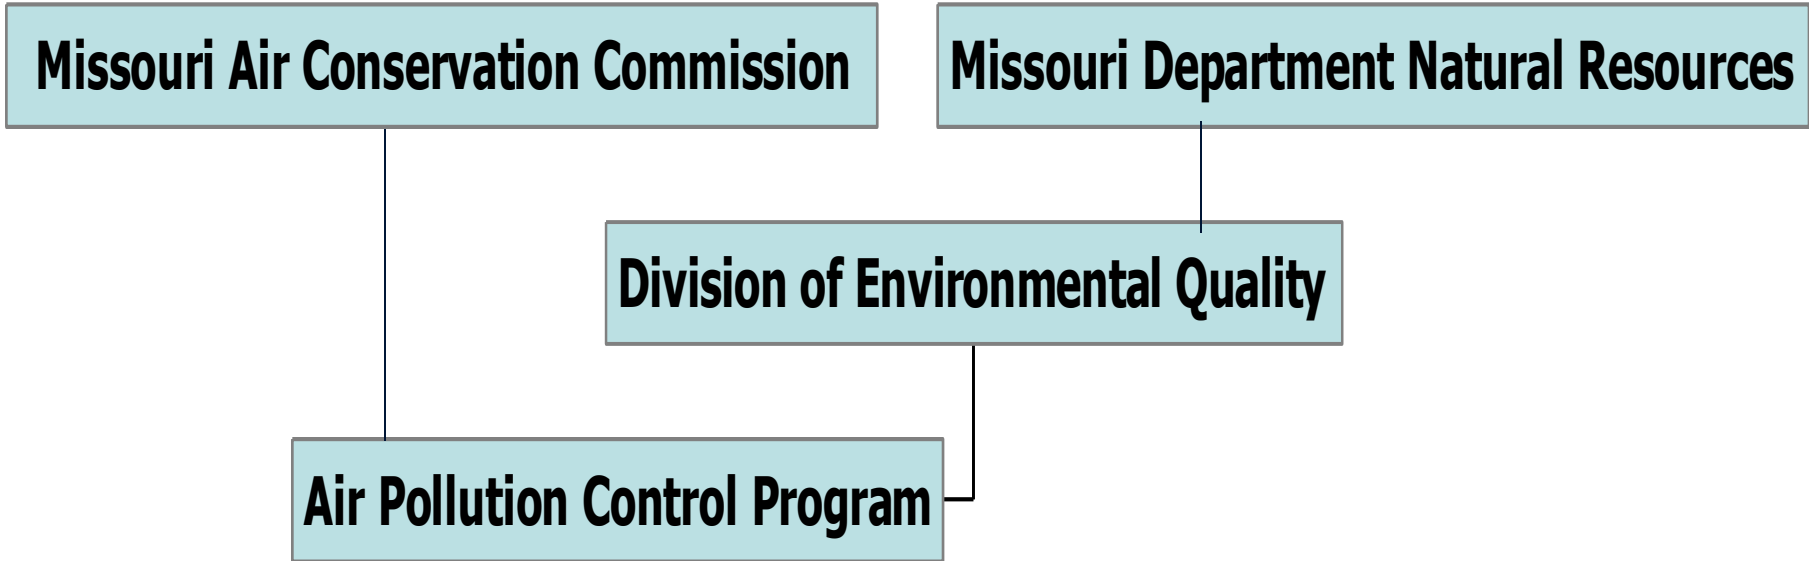 Missouri Air Conservation Commission
Missouri Department Natural Resources
Division of Environmental Quality
Air Pollution Control Program